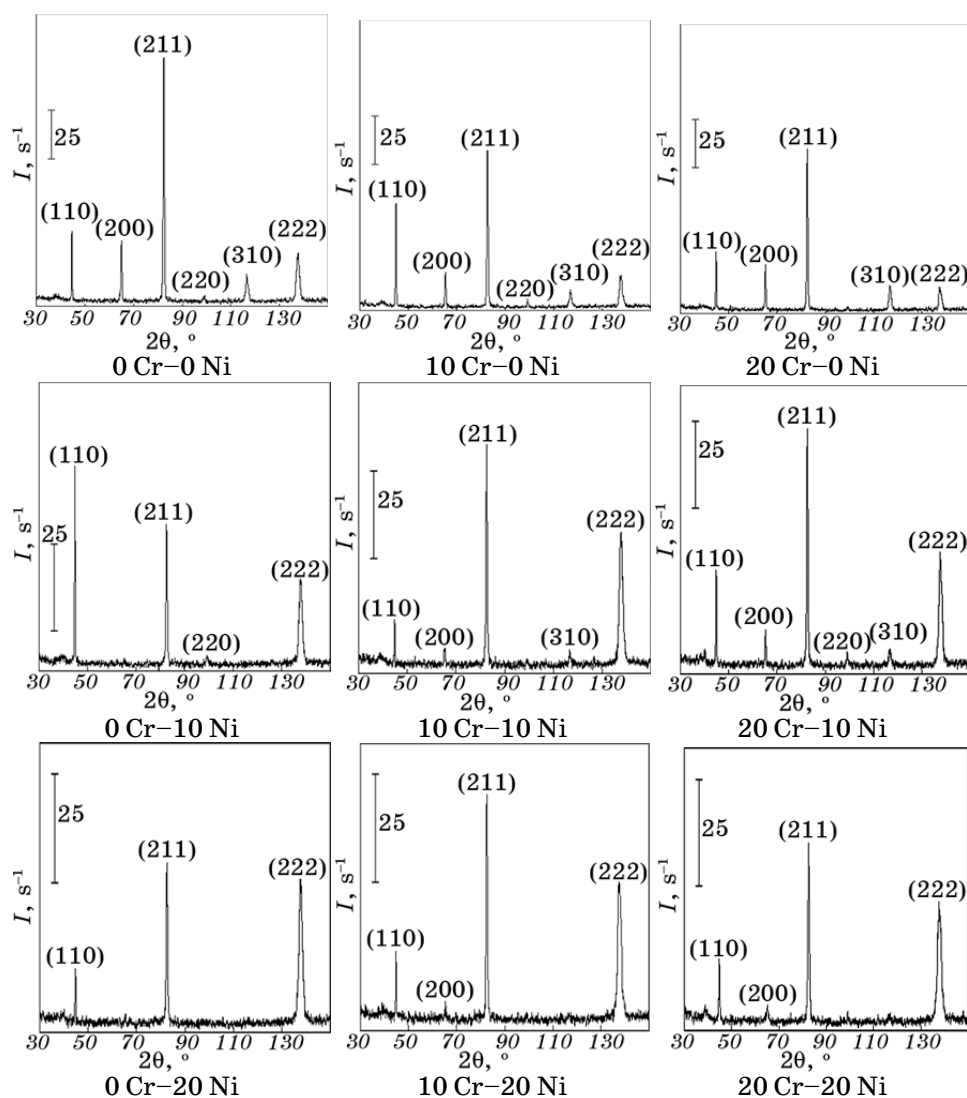 (211)
25
(110)
(200)
(220)
(310)
(222)
I, s⁻¹
30 50 70 90 110 130
2θ, °
0 Cr–0 Ni
25
(211)
(110)
(200)
(220)
(310)
(222)
I, s⁻¹
30 50 70 90 110 130
2θ, °
10 Cr–0 Ni
25
(211)
(110)
(200)
(310)
(222)
I, s⁻¹
30 50 70 90 110 130
2θ, °
20 Cr–0 Ni
(110)
25
(211)
(220)
(222)
I, s⁻¹
30 50 70 90 110 130
2θ, °
0 Cr–10 Ni
(211)
25
(110)
(200)
(310)
(222)
I, s⁻¹
30 50 70 90 110 130
2θ, °
10 Cr–10 Ni
(211)
25
(110)
(200)
(220)
(310)
(222)
I, s⁻¹
30 50 70 90 110 130
2θ, °
20 Cr–10 Ni
25
(211)
(222)
(110)
I, s⁻¹
30 50 70 90 110 130
2θ, °
0 Cr–20 Ni
(211)
25
(222)
(110)
(200)
I, s⁻¹
30 50 70 90 110 130
2θ, °
10 Cr–20 Ni
25
(211)
(222)
(110)
(200)
I, s⁻¹
30 50 70 90 110 130
2θ, °
20 Cr–20 Ni